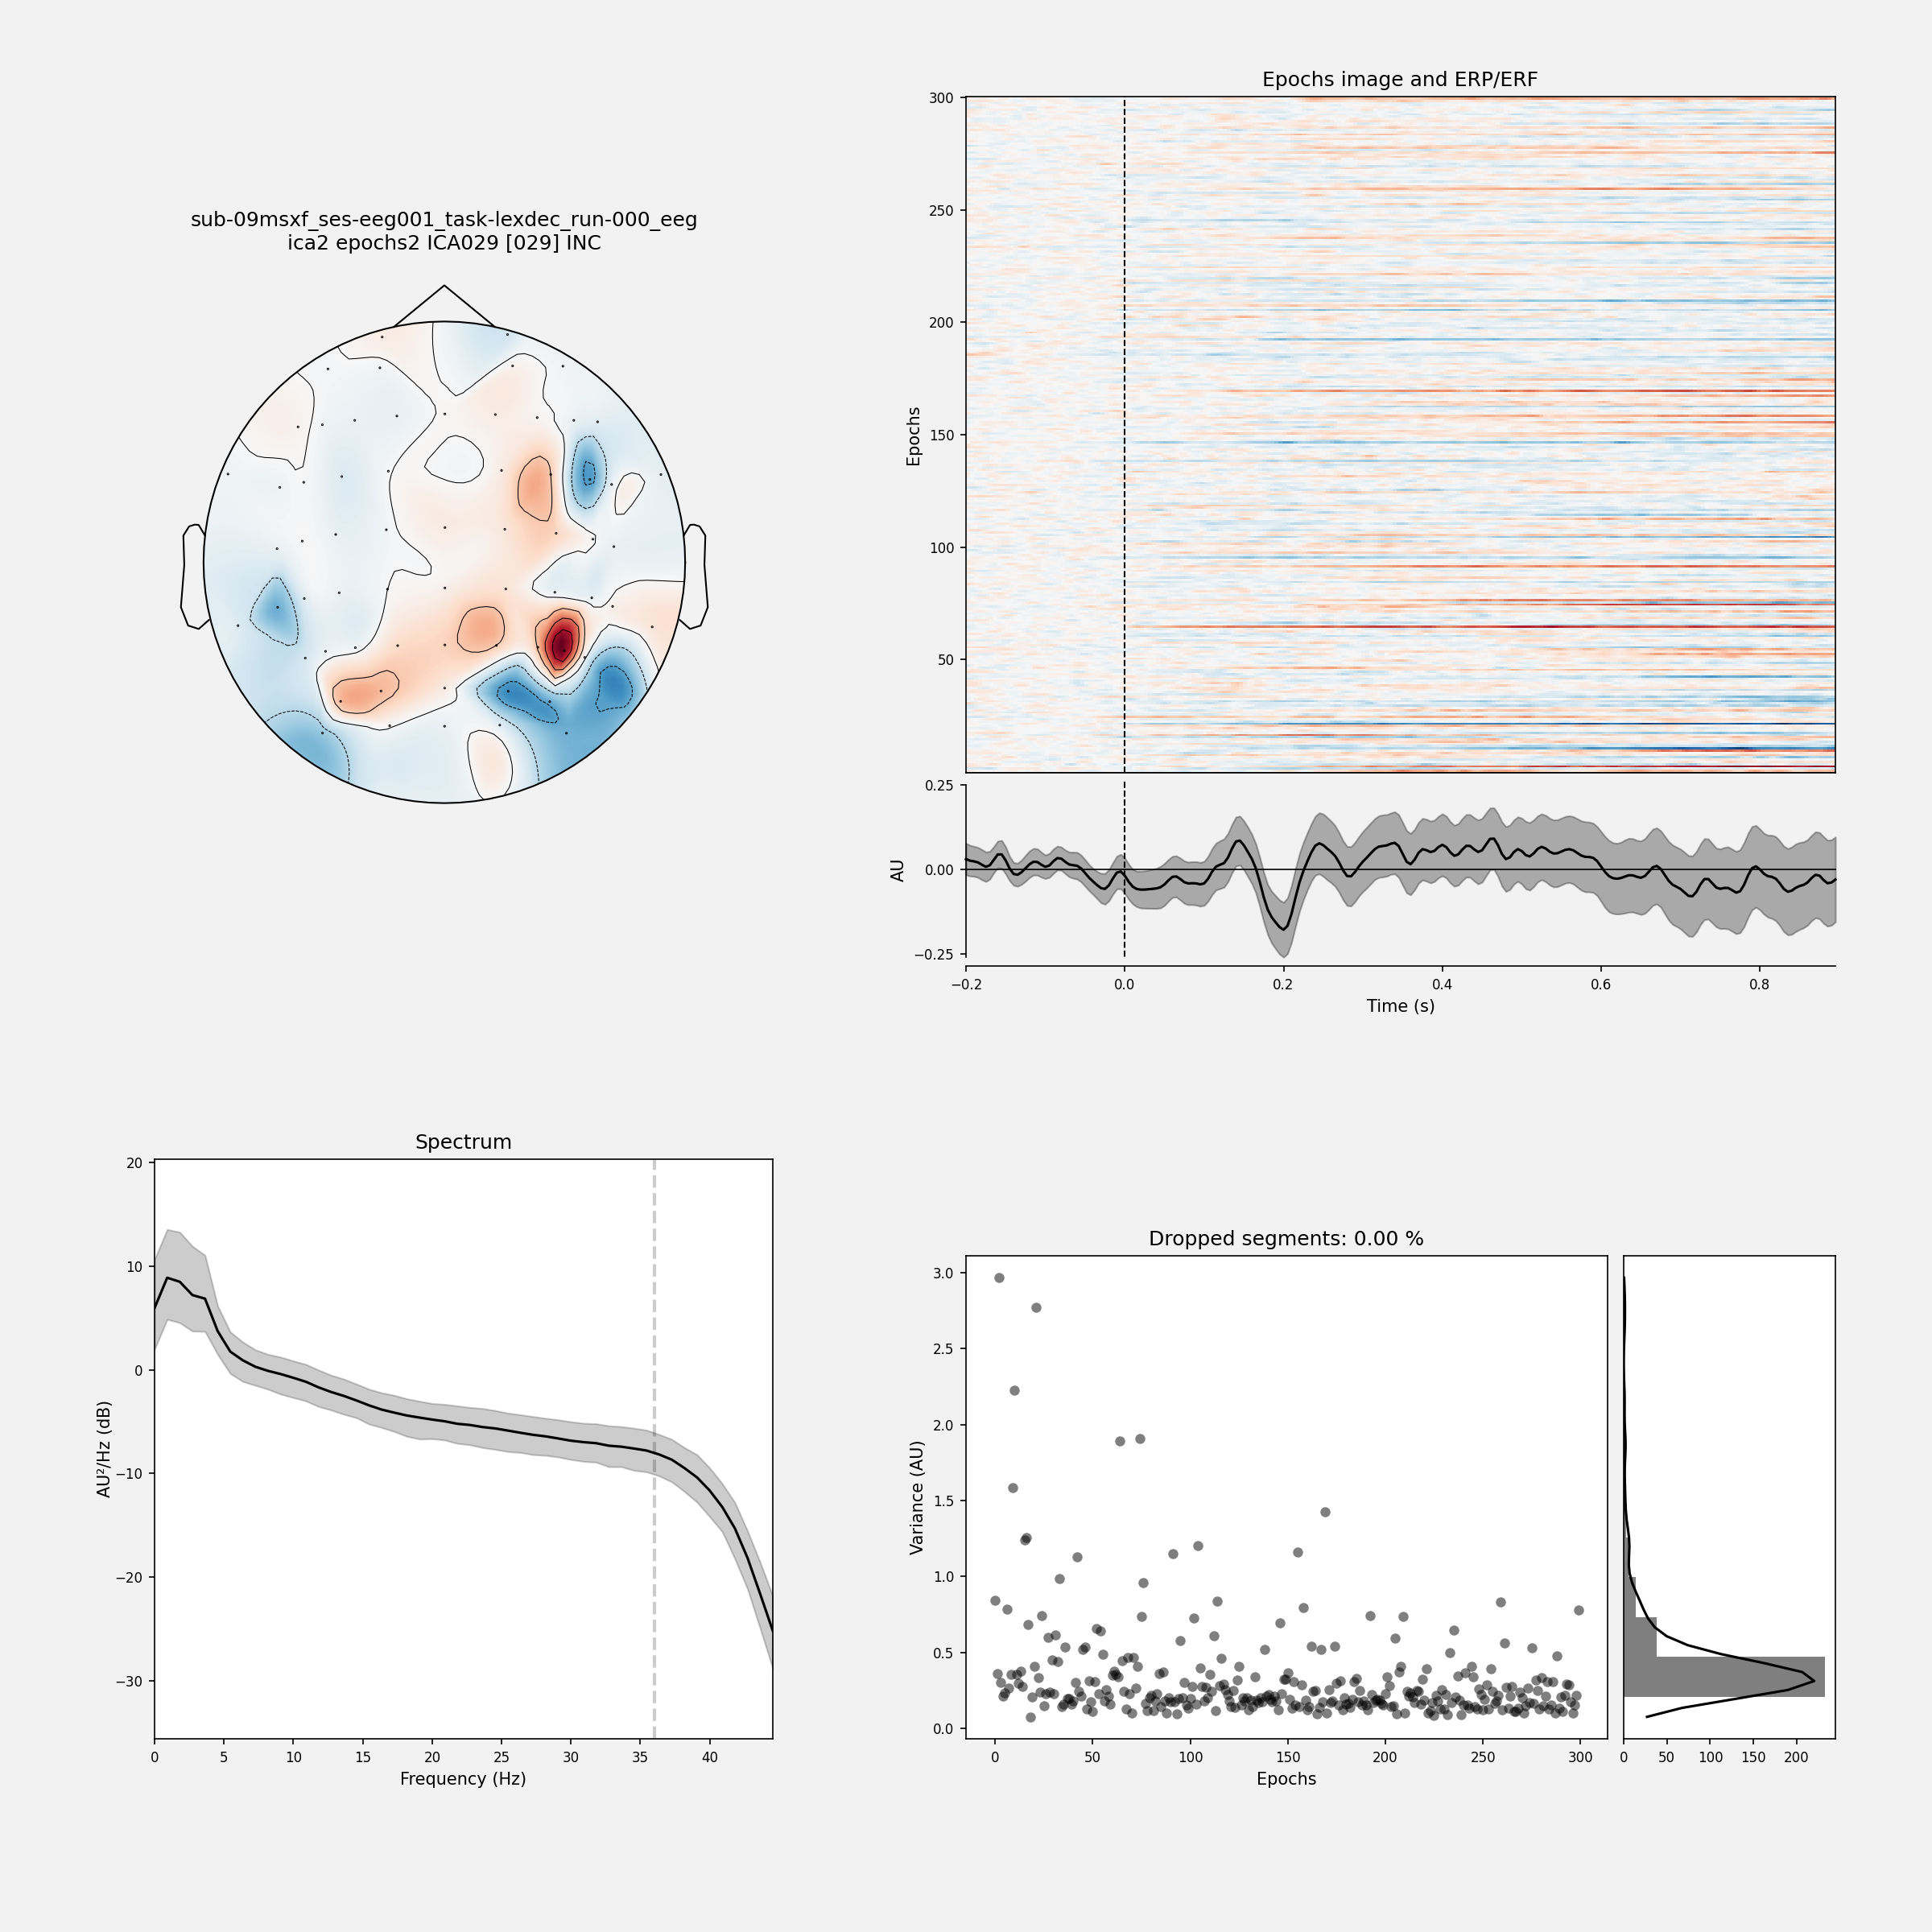 sub-09msxf_ses-eeg001_task-lexdec_run-000_eeg
ica2 epochs2 ICA029 [029] INC
Epochs image and ERP/ERF
300
250
200
150
100
50
Epochs
0.25
0.00
−0.25
AU
−0.2 0.0 0.2 0.4 0.6 0.8
Time (s)
Spectrum
20
10
0
−10
−20
−30
AU²/Hz (dB)
0 5 10 15 20 25 30 35 40
Frequency (Hz)
Dropped segments: 0.00 %
3.0
2.5
2.0
1.5
1.0
0.5
0.0
Variance (AU)
0 50 100 150 200 250 300
Epochs
0 50 100 150 200